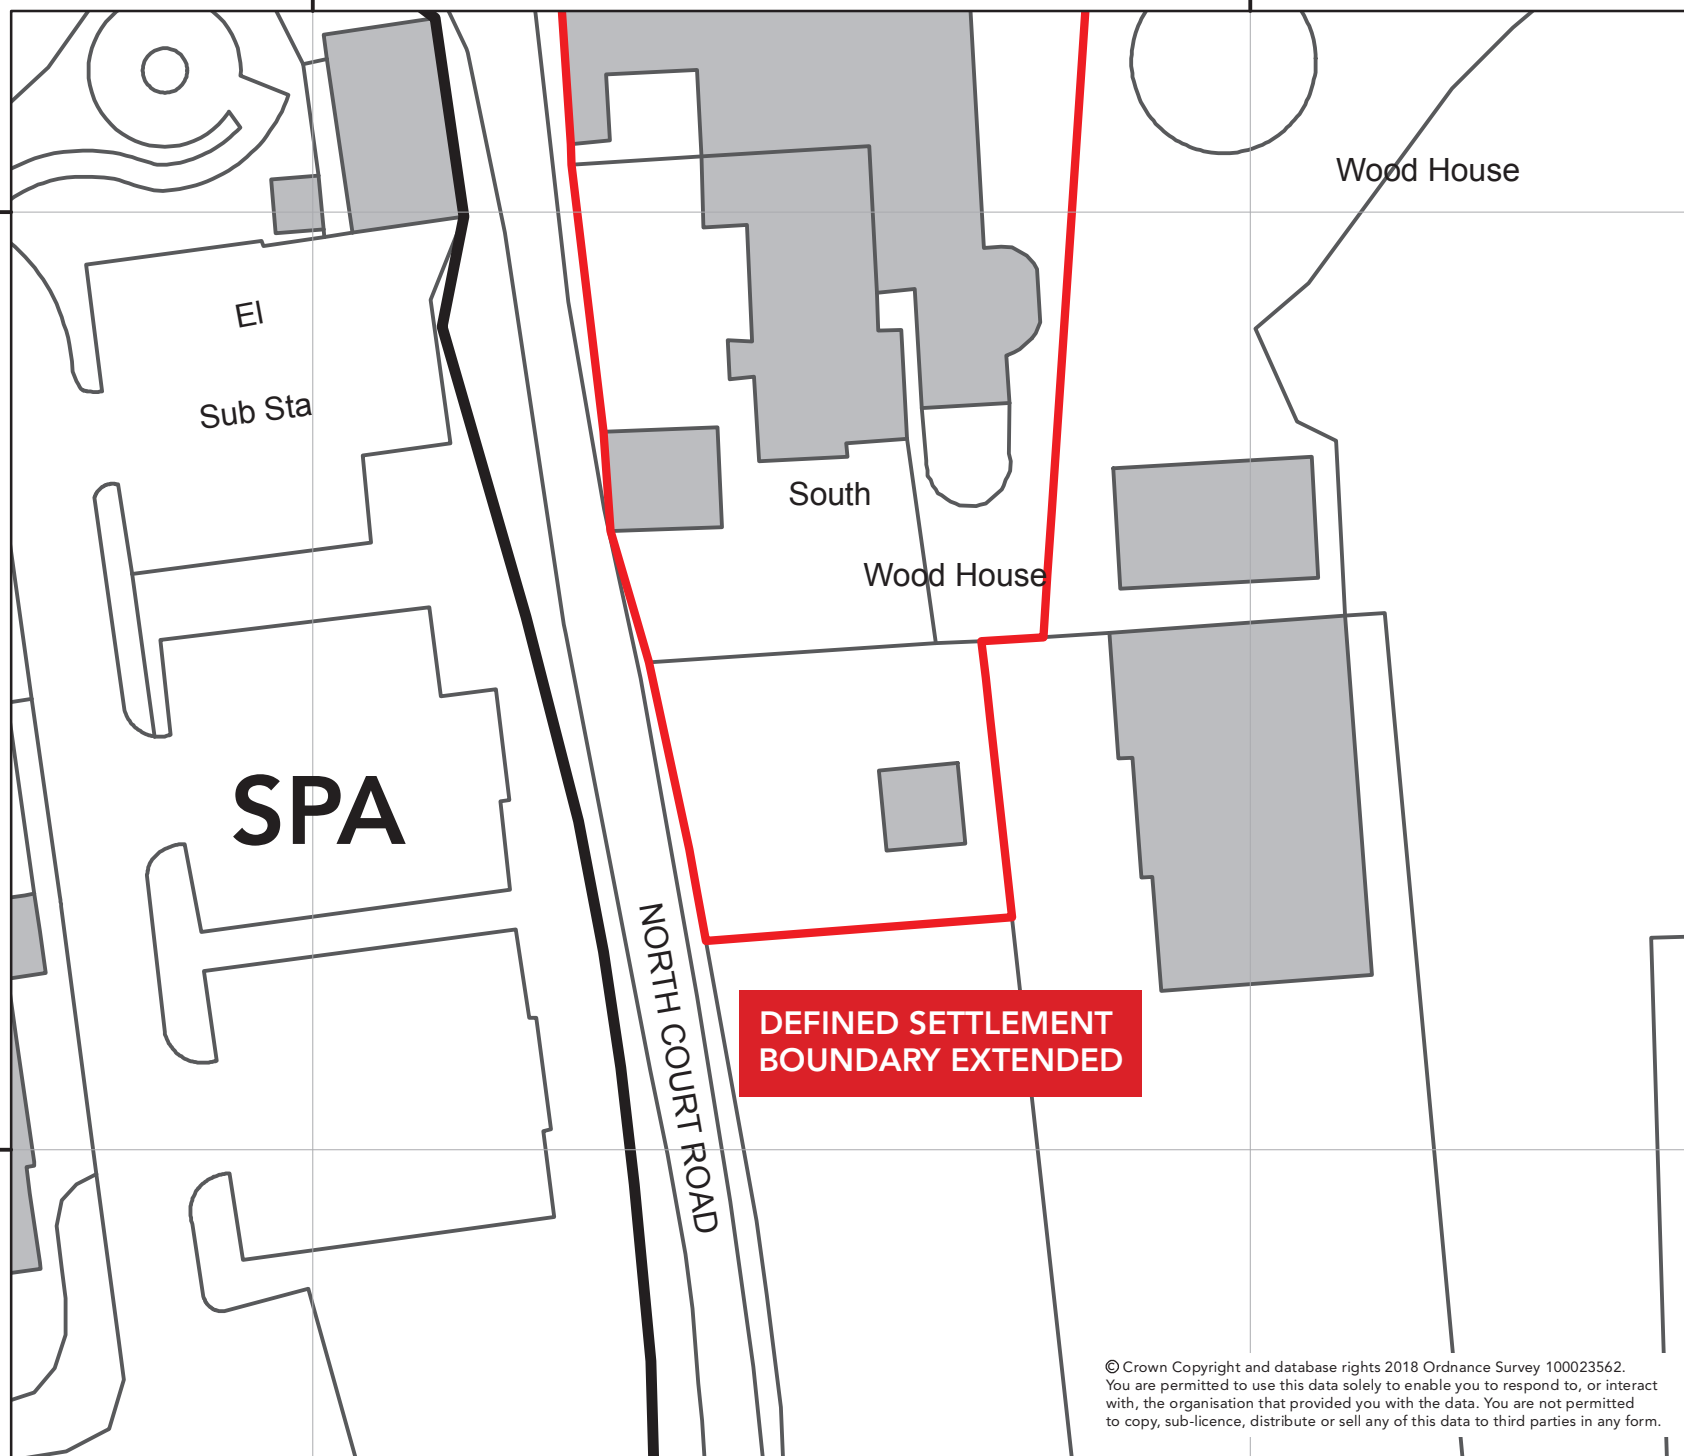 Wood House
El
Sub Sta
South
Wood House
SPA
NORTH COURT ROAD
DEFINED SETTLEMENT
BOUNDARY EXTENDED
© Crown Copyright and database rights 2018 Ordnance Survey 100023562.
You are permitted to use this data solely to enable you to respond to, or interact
with, the organisation that provided you with the data. You are not permitted
to copy, sub-licence, distribute or sell any of this data to third parties in any form.